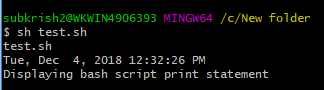 subkrish2@WKWIN4906393 MINGW64 /c/New folder
$ sh test.sh
test.sh
Tue, Dec  4, 2018 12:32:26 PM
Displaying bash script print statement